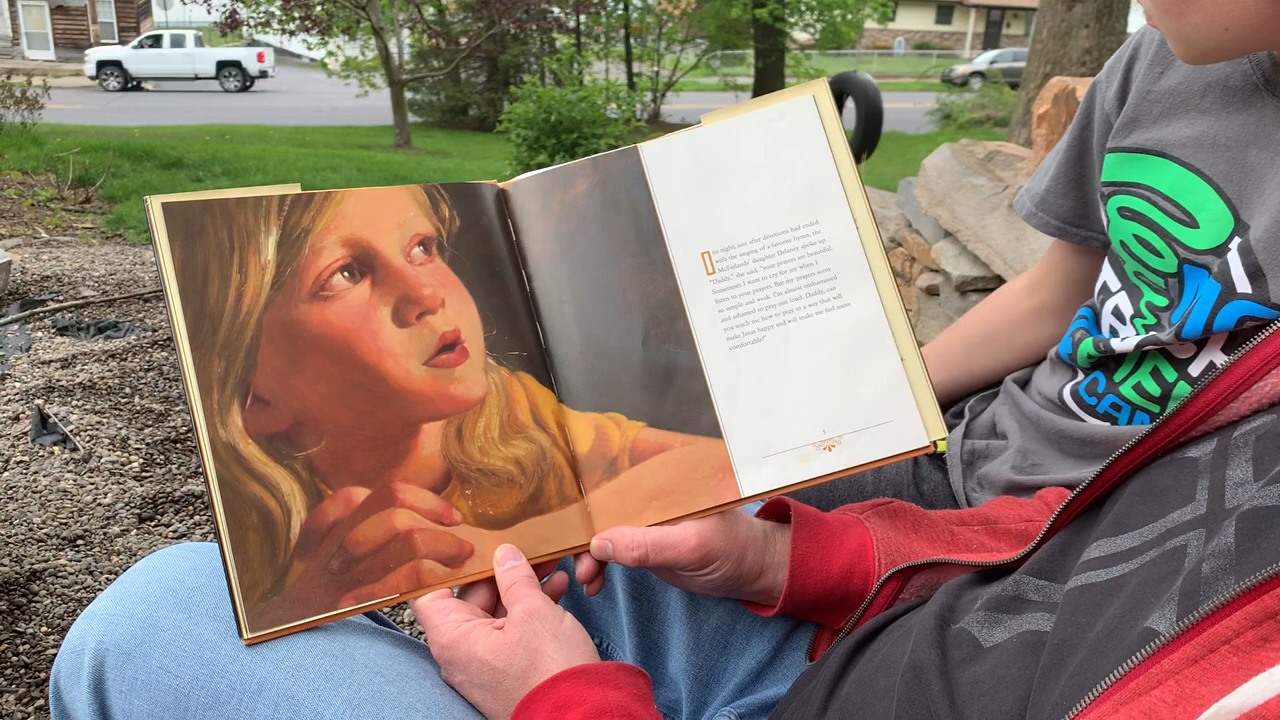 One night, just after devotions had ended
with the singing of a favorite hymn, the
McFarlands' daughter Delaney spoke up.
"Daddy," she said, "your prayers are beautiful.
Sometimes I want to cry for joy when I
listen to your prayers. But my prayers seem
so simple and weak. I'm almost embarrassed
and ashamed to pray out loud. Daddy, can
you teach me how to pray in a way that will
make Jesus happy and will make me feel more
comfortable?"
5